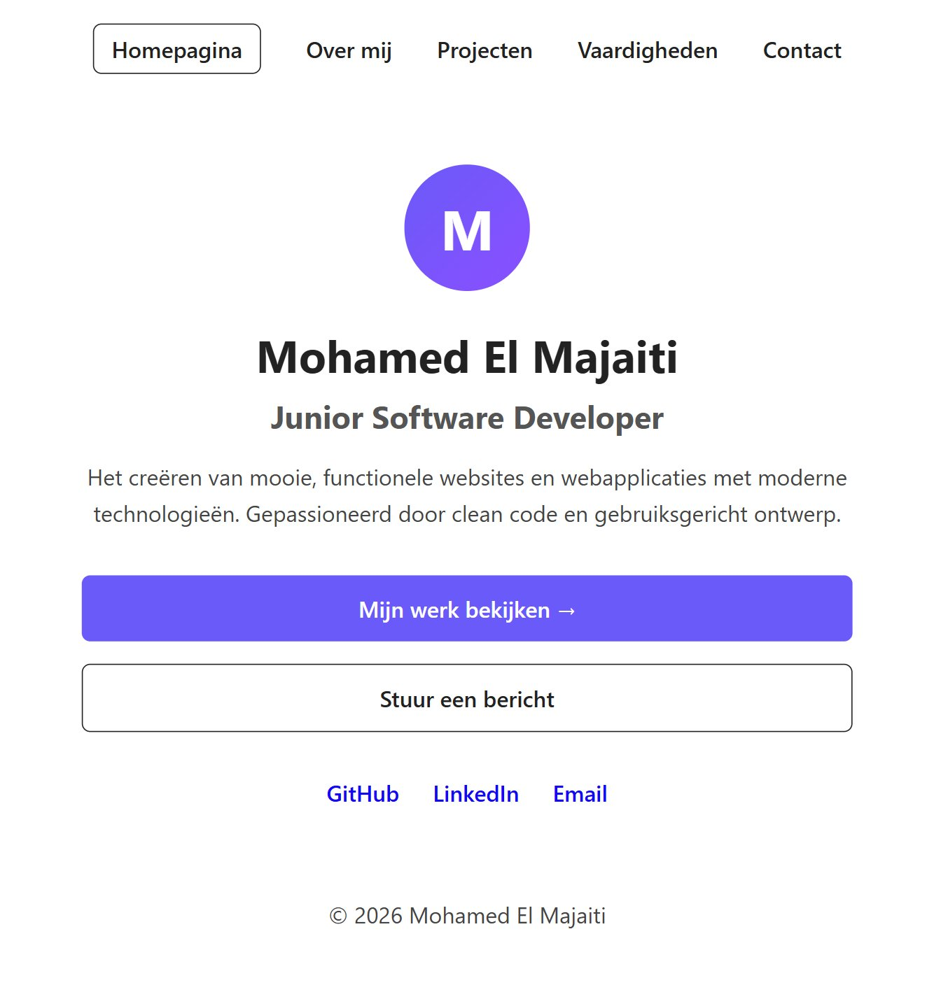 Homepagina Over mij Projecten Vaardigheden Contact
M
Mohamed El Majaiti
Junior Software Developer
Het creëren van mooie, functionele websites en webapplicaties met moderne
technologieën. Gepassioneerd door clean code en gebruiksgericht ontwerp.
Mijn werk bekijken →
Stuur een bericht
GitHub LinkedIn Email
© 2026 Mohamed El Majaiti